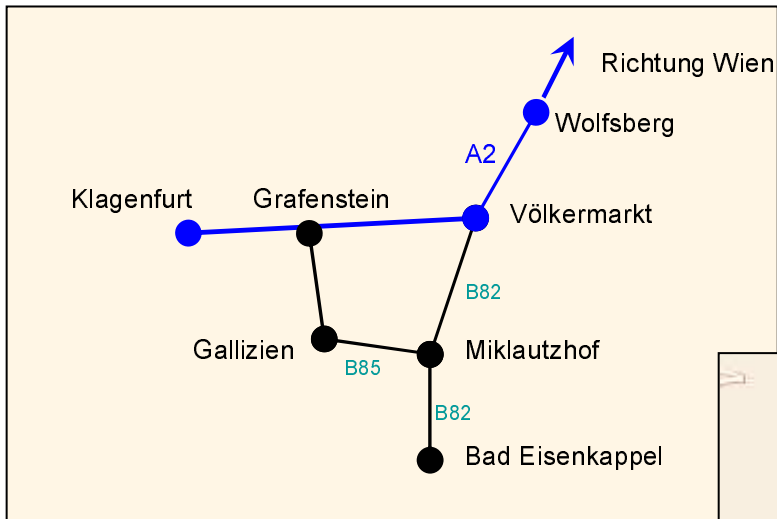 Richtung Wien
Wolfsberg
A2
Klagenfurt
Grafenstein
Völkermarkt
B82
Gallizien
Miklautzhof
B85
B82
Bad Eisenkappel